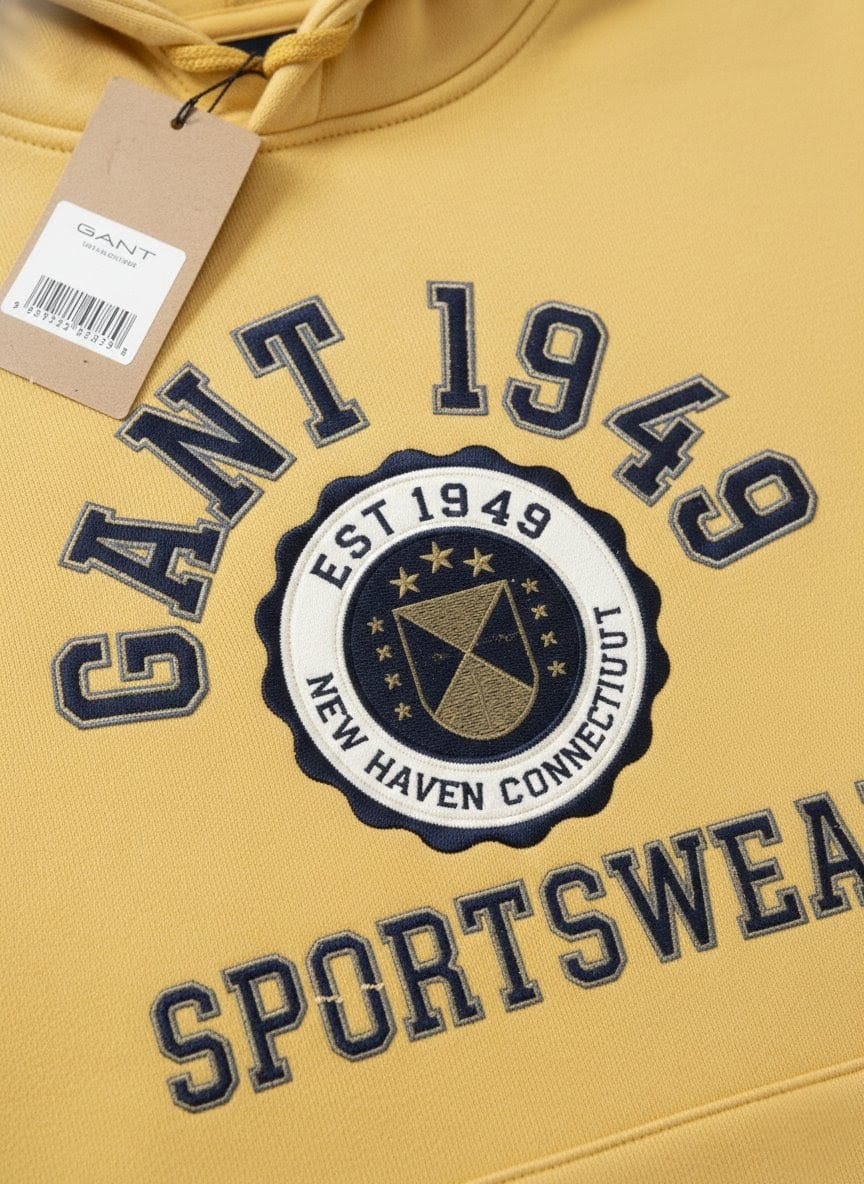 GANT
GANT 1949
EST 1949
NEW HAVEN CONNECTIUUT
SPORTSWEA